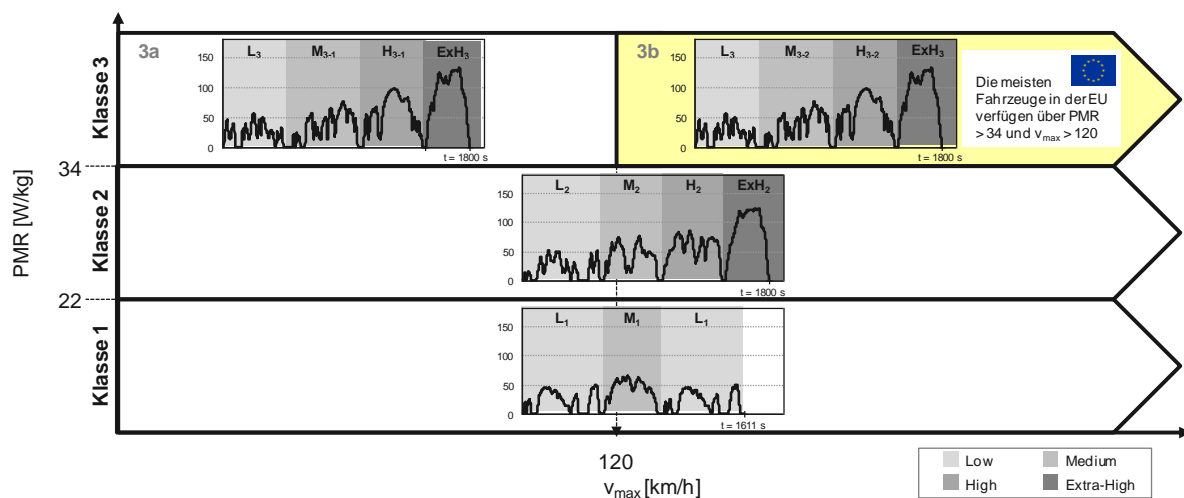 Klasse 3
3a
L3 M3-1 H3-1 ExH3
150
100
50
0
t = 1800 s
3b
L3 M3-2 H3-2 ExH3
150
100
50
0
t = 1800 s
Die meisten
Fahrzeuge in der EU
verfügen über PMR
> 34 und vmax > 120
34
PMR [W/kg]
Klasse 2
L2 M2 H2 ExH2
150
100
50
0
t = 1800 s
22
Klasse 1
L1 M1 L1
150
100
50
0
t = 1611 s
120
vmax [km/h]
Low Medium
High Extra-High